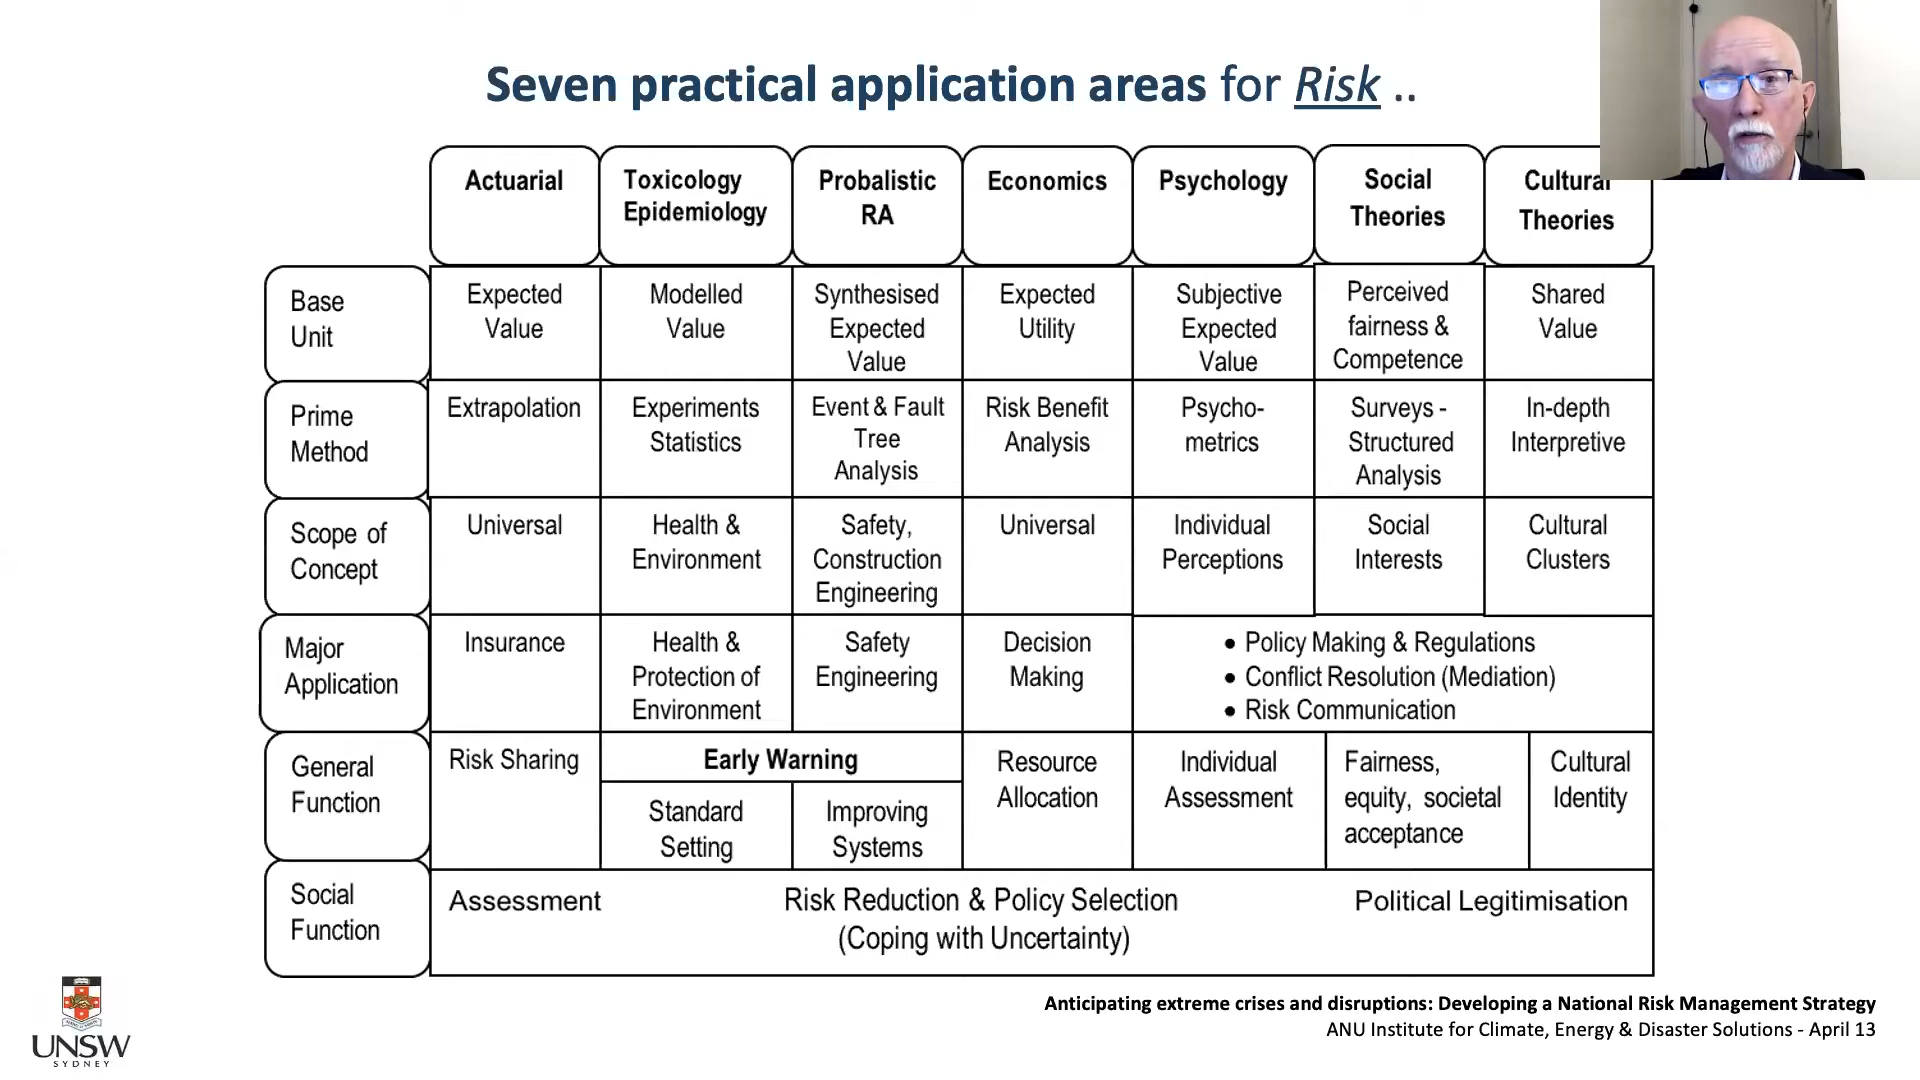 Seven practical application areas for Risk ..
Actuarial
Toxicology
Epidemiology
Probalistic
RA
Economics
Psychology
Social
Theories
Cultural
Theories
Base
Unit
Expected
Value
Modelled
Value
Synthesised
Expected
Value
Expected
Utility
Subjective
Expected
Value
Perceived
fairness &
Competence
Shared
Value
Prime
Method
Extrapolation
Experiments
Statistics
Event & Fault
Tree
Analysis
Risk Benefit
Analysis
Psycho-
metrics
Surveys -
Structured
Analysis
In-depth
Interpretive
Scope of
Concept
Universal
Health &
Environment
Safety,
Construction
Engineering
Universal
Individual
Perceptions
Social
Interests
Cultural
Clusters
Major
Application
Insurance
Health &
Protection of
Environment
Safety
Engineering
Decision
Making
• Policy Making & Regulations
• Conflict Resolution (Mediation)
• Risk Communication
General
Function
Risk Sharing
Early Warning
Standard
Setting
Improving
Systems
Resource
Allocation
Individual
Assessment
Fairness,
equity, societal
acceptance
Cultural
Identity
Social
Function
Assessment
Risk Reduction & Policy Selection
(Coping with Uncertainty)
Political Legitimisation
UNSW
SYDNEY
Anticipating extreme crises and disruptions: Developing a National Risk Management Strategy
ANU Institute for Climate, Energy & Disaster Solutions - April 13